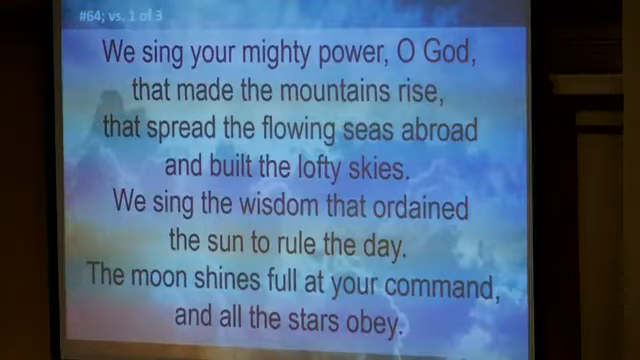 #64; vs. 1 of 3
We sing your mighty power, O God,
that made the mountains rise,
that spread the flowing seas abroad
and built the lofty skies.
We sing the wisdom that ordained
the sun to rule the day.
The moon shines full at your command,
and all the stars obey.